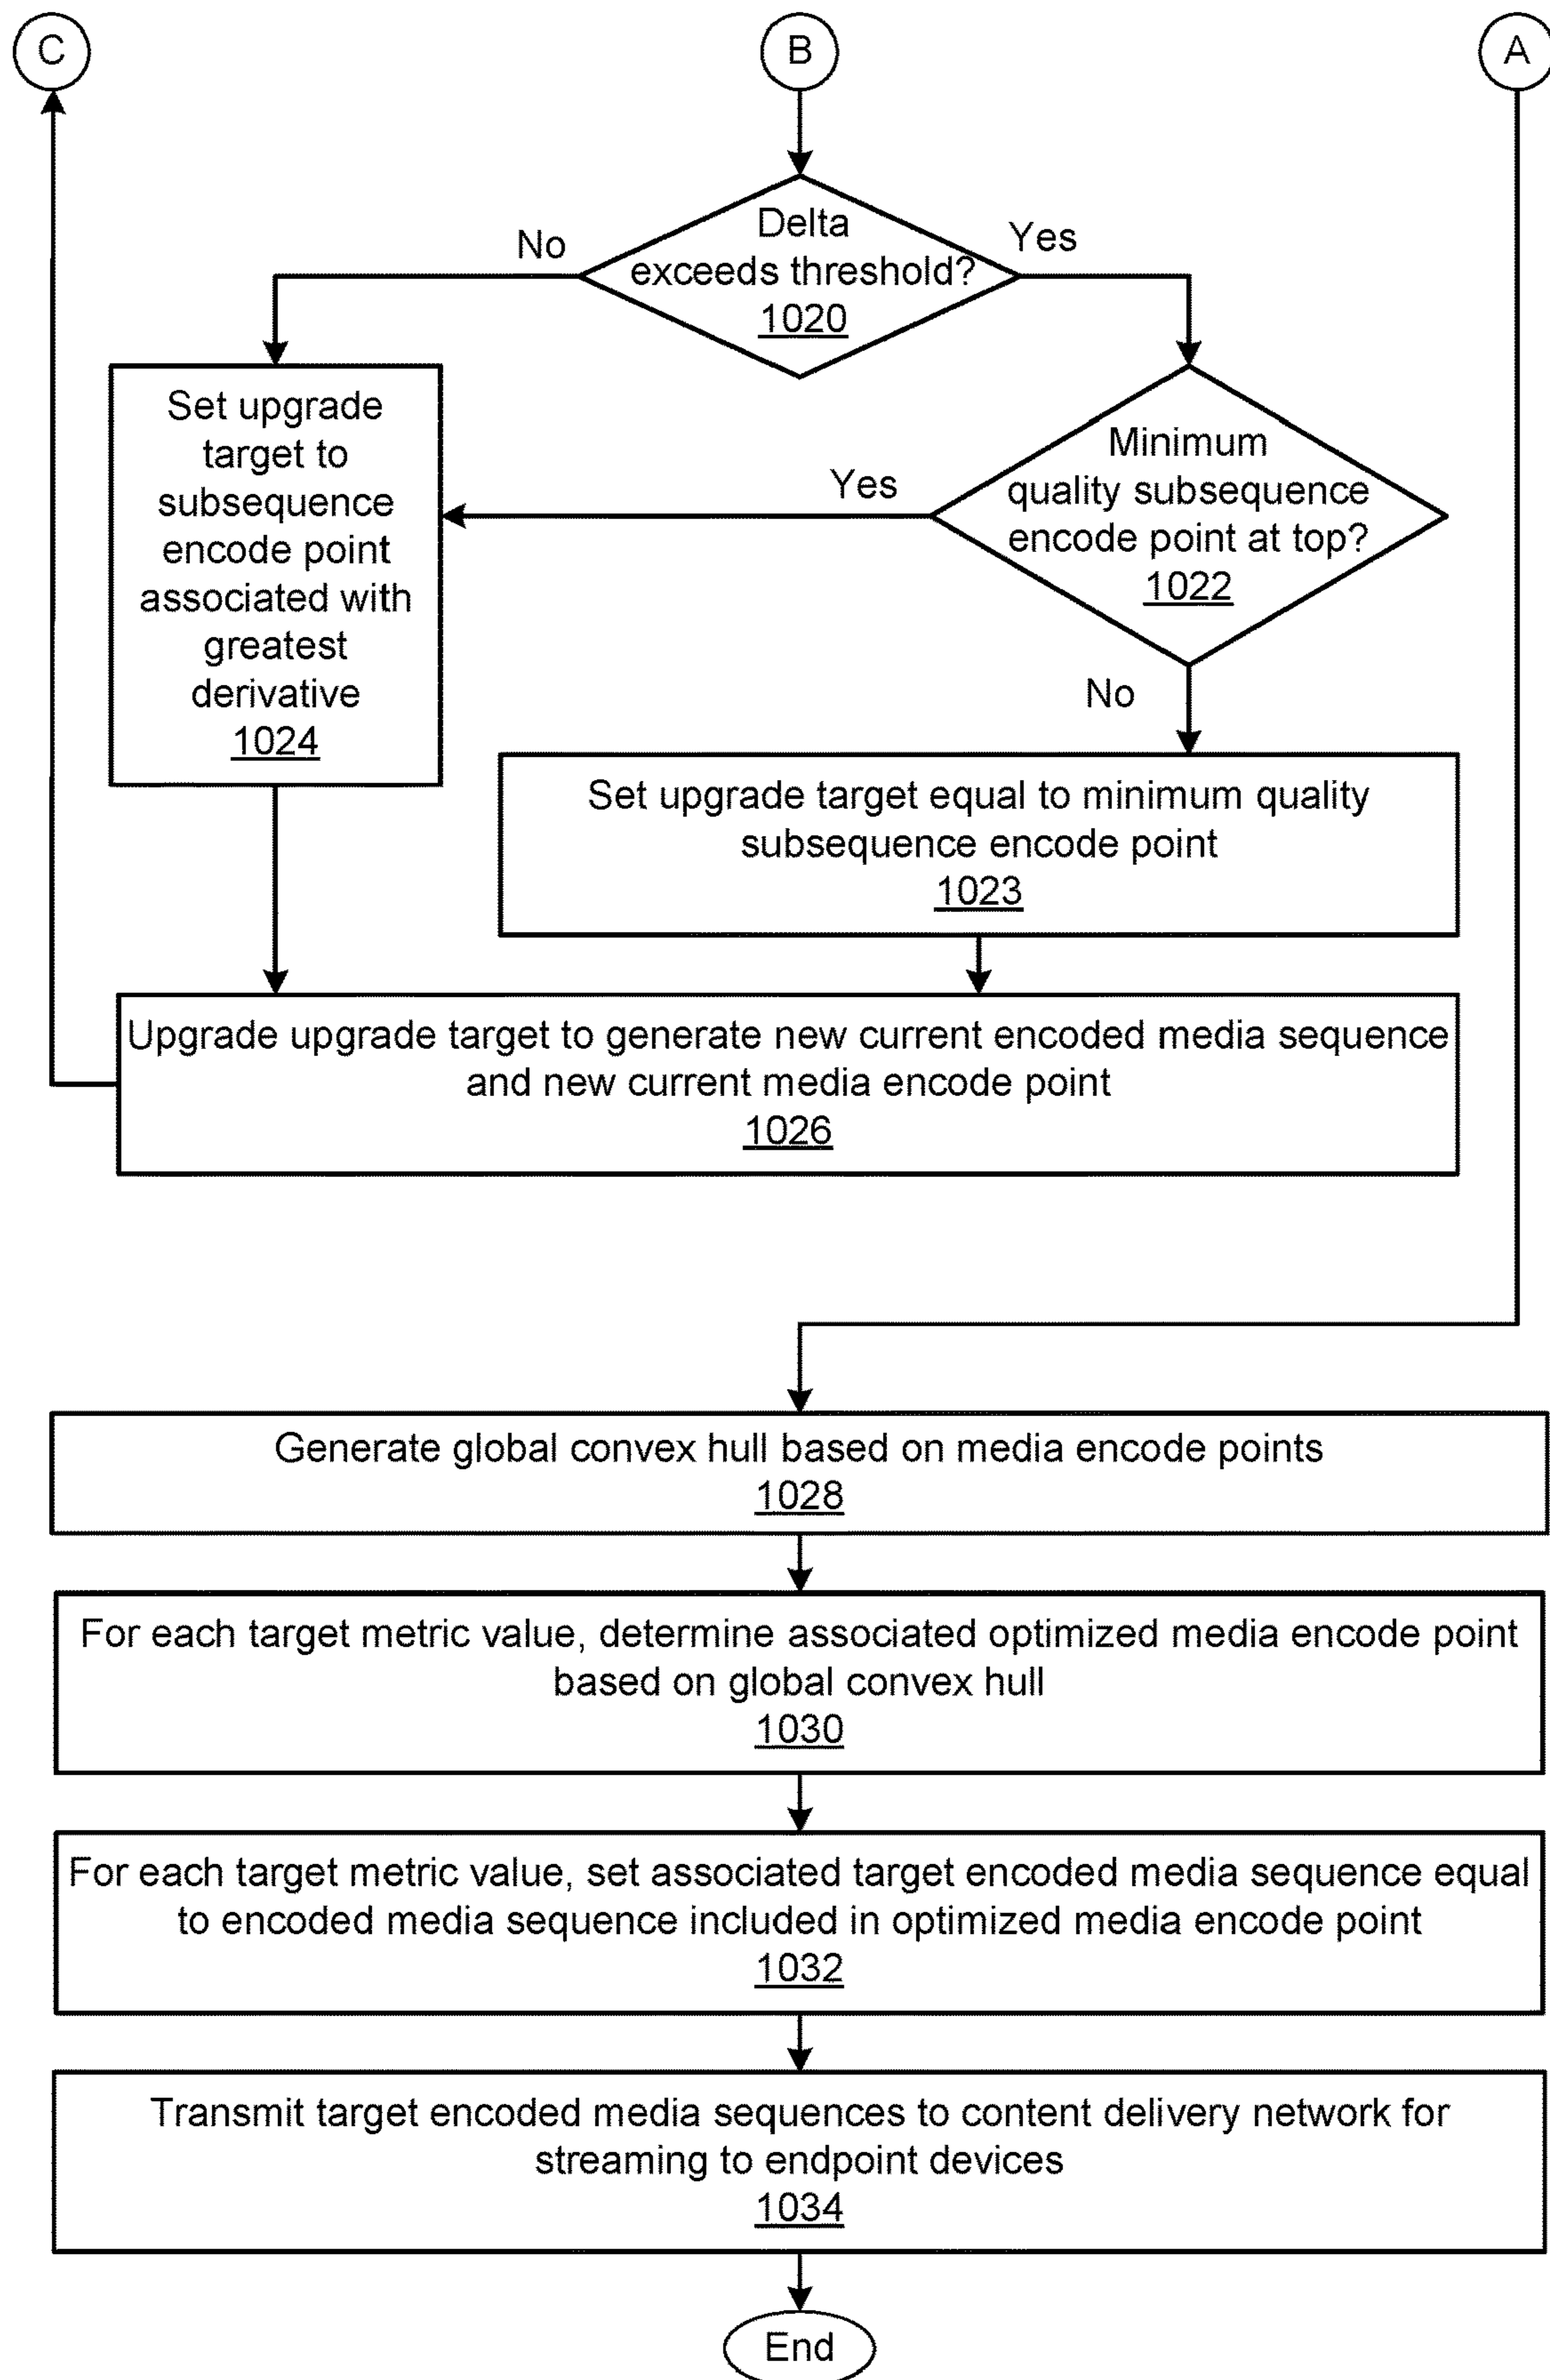 C
B
A
Delta
exceeds threshold?
1020
No
Yes
Set upgrade
target to
subsequence
encode point
associated with
greatest
derivative
1024
Minimum
quality subsequence
encode point at top?
1022
Yes
No
Set upgrade target equal to minimum quality
subsequence encode point
1023
Upgrade upgrade target to generate new current encoded media sequence
and new current media encode point
1026
Generate global convex hull based on media encode points
1028
For each target metric value, determine associated optimized media encode point
based on global convex hull
1030
For each target metric value, set associated target encoded media sequence equal
to encoded media sequence included in optimized media encode point
1032
Transmit target encoded media sequences to content delivery network for
streaming to endpoint devices
1034
End